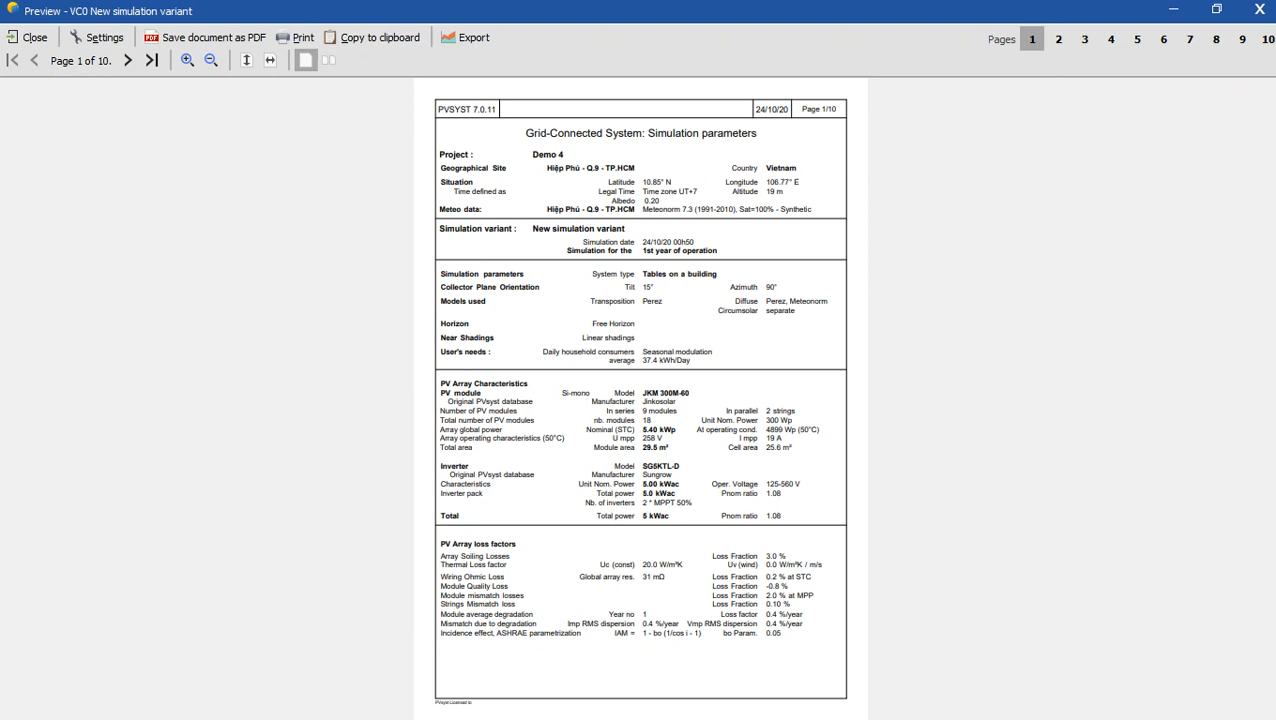 Preview - VC0 New simulation variant
Close Settings Save document as PDF Print Copy to clipboard Export Pages 1 2 3 4 5 6 7 8 9 10
Page 1 of 10.
PVSYST 7.0.11 24/10/20 Page 1/10
Grid-Connected System: Simulation parameters
Project : Demo 4
Geographical Site Hiệp Phú - Q.9 - TP.HCM Country Vietnam
Situation Latitude 10.85° N Longitude 106.77° E
Time defined as Legal Time Time zone UT+7 Altitude 19 m
Albedo 0.20
Meteo data: Hiệp Phú - Q.9 - TP.HCM Meteonorm 7.3 (1991-2010), Sat=100% - Synthetic
Simulation variant : New simulation variant
Simulation date 24/10/20 00h50
Simulation for the 1st year of operation
Simulation parameters System type Tables on a building
Collector Plane Orientation Tilt 15° Azimuth 90°
Models used Transposition Perez Diffuse Perez, Meteonorm
Circumsolar separate
Horizon Free Horizon
Near Shadings Linear shadings
User's needs : Daily household consumers Seasonal modulation
average 37.4 kWh/Day
PV Array Characteristics
PV module Si-mono Model JKM 300M-60
Original PVsyst database Manufacturer Jinkosolar
Number of PV modules In series 9 modules In parallel 2 strings
Total number of PV modules nb. modules 18 Unit Nom. Power 300 Wp
Array global power Nominal (STC) 5.40 kWp At operating cond. 4899 Wp (50°C)
Array operating characteristics (50°C) U mpp 258 V I mpp 19 A
Total area Module area 29.5 m² Cell area 25.6 m²
Inverter Model SG5KTL-D
Original PVsyst database Manufacturer Sungrow
Characteristics Unit Nom. Power 5.00 kWac Oper. Voltage 125-560 V
Inverter pack Total power 5.0 kWac Pnom ratio 1.08
Nb. of inverters 2 * MPPT 50%
Total Total power 5 kWac Pnom ratio 1.08
PV Array loss factors
Array Soiling Losses Loss Fraction 3.0 %
Thermal Loss factor Uc (const) 20.0 W/m²K Uv (wind) 0.0 W/m²K / m/s
Wiring Ohmic Loss Global array res. 31 mΩ Loss Fraction 0.2 % at STC
Module Quality Loss Loss Fraction -0.8 %
Module mismatch losses Loss Fraction 2.0 % at MPP
Strings Mismatch loss Loss Fraction 0.10 %
Module average degradation Year no 1 Loss factor 0.4 %/year
Mismatch due to degradation Imp RMS dispersion 0.4 %/year Vmp RMS dispersion 0.4 %/year
Incidence effect, ASHRAE parametrization IAM = 1 - bo (1/cos i - 1) bo Param. 0.05
PVsyst Licensed to